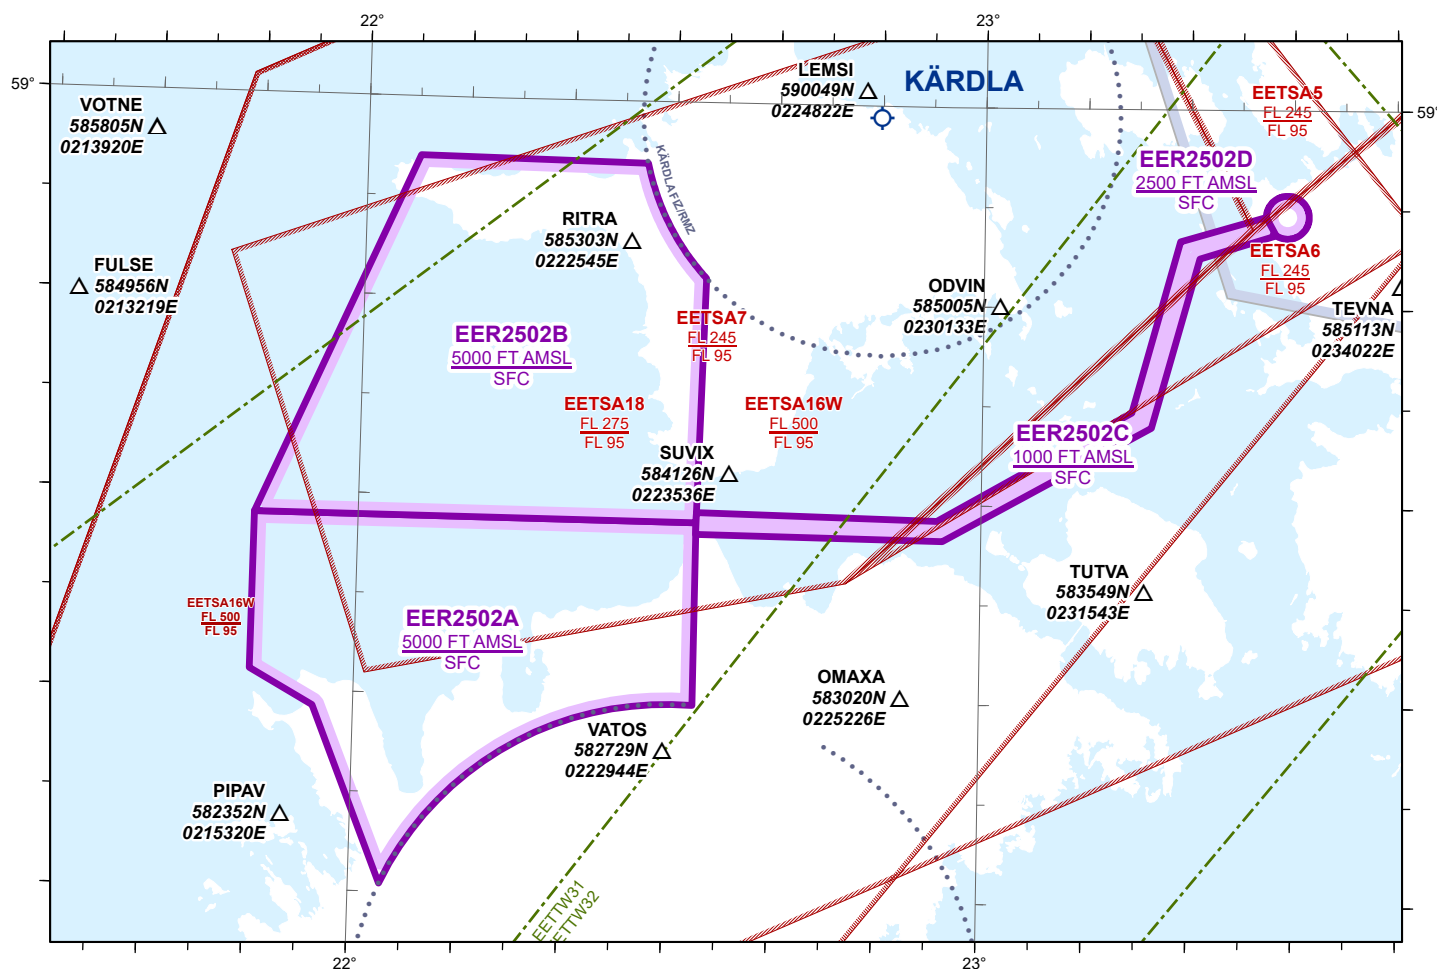 22°
23°
59°
59°
VOTNE
585805N
0213920E
LEMSI
590049N
0224822E
KÄRDLA
EETSA5
FL 245
FL 95
KÄRDLA FIZ/RMZ
EER2502D
2500 FT AMSL
SFC
RITRA
585303N
0222545E
EETSA6
FL 245
FL 95
FULSE
584956N
0213219E
ODVIN
585005N
0230133E
TEVNA
585113N
0234022E
EER2502B
5000 FT AMSL
SFC
EETSA7
FL 245
FL 95
EETSA18
FL 275
FL 95
EETSA16W
FL 500
FL 95
SUVIX
584126N
0223536E
EER2502C
1000 FT AMSL
SFC
EETSA16W
FL 500
FL 95
EER2502A
5000 FT AMSL
SFC
TUTVA
583549N
0231543E
OMAXA
583020N
0225226E
VATOS
582729N
0222944E
PIPAV
582352N
0215320E
EETTW31
ETTW32
22°
23°